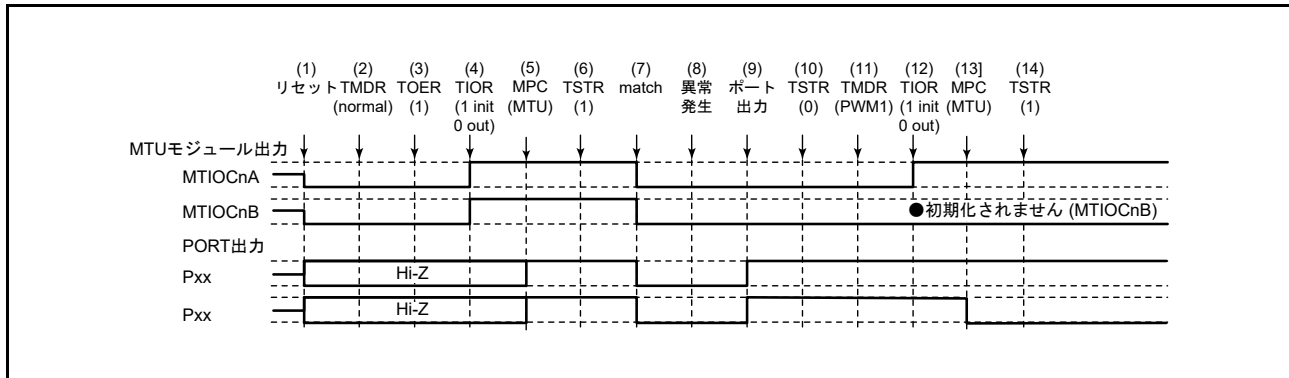 (1) (2) (3) (4) (5) (6) (7) (8) (9) (10) (11) (12) (13] (14)
リセット TMDR TOER TIOR MPC TSTR match 異常 ポート TSTR TMDR TIOR MPC TSTR
(normal) (1) (1 init (MTU) (1) 発生 出力 (0) (PWM1) (1 init (MTU) (1)
0 out) 0 out)
MTUモジュール出力
MTIOCnA
MTIOCnB ●初期化されません (MTIOCnB)
PORT出力
Pxx Hi-Z
Pxx Hi-Z